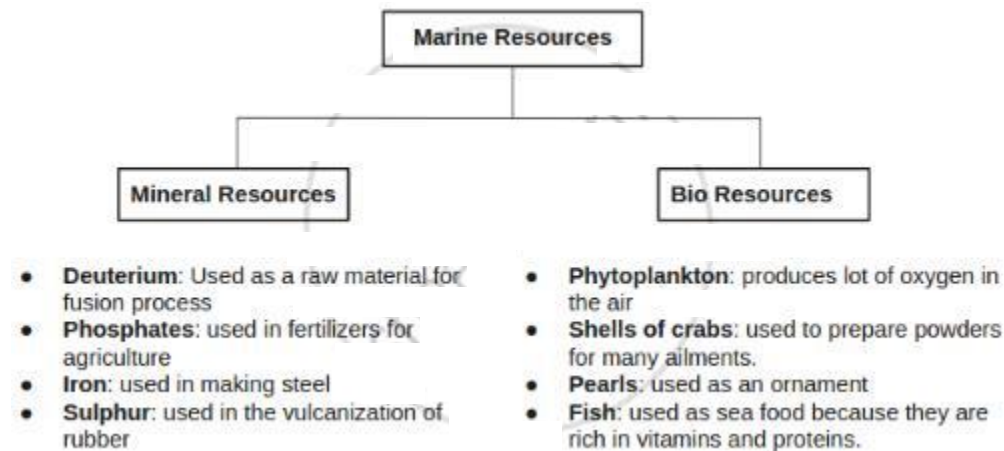 Marine Resources
Mineral Resources
● Deuterium: Used as a raw material for
fusion process
● Phosphates: used in fertilizers for
agriculture
● Iron: used in making steel
● Sulphur: used in the vulcanization of
rubber
Bio Resources
● Phytoplankton: produces lot of oxygen in
the air
● Shells of crabs: used to prepare powders
for many ailments.
● Pearls: used as an ornament
● Fish: used as sea food because they are
rich in vitamins and proteins.